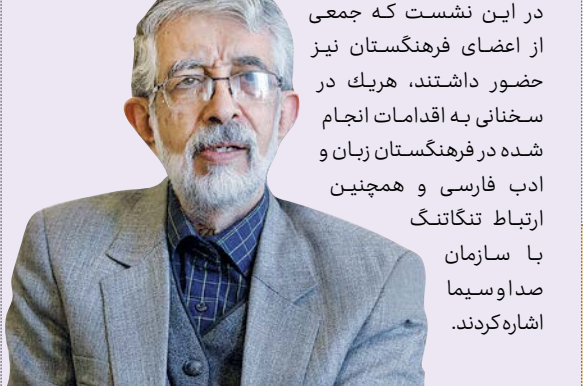 در این نشست که جمعی
از اعضای فرهنگستان نیز
حضور داشتند، هریك در
سخنانی به اقدامات انجام
شده در فرهنگستان زبان و
ادب فارسی و همچنین
ارتباط تنگاتنگ
با سازمان
صداوسیما
اشاره‌کردند.